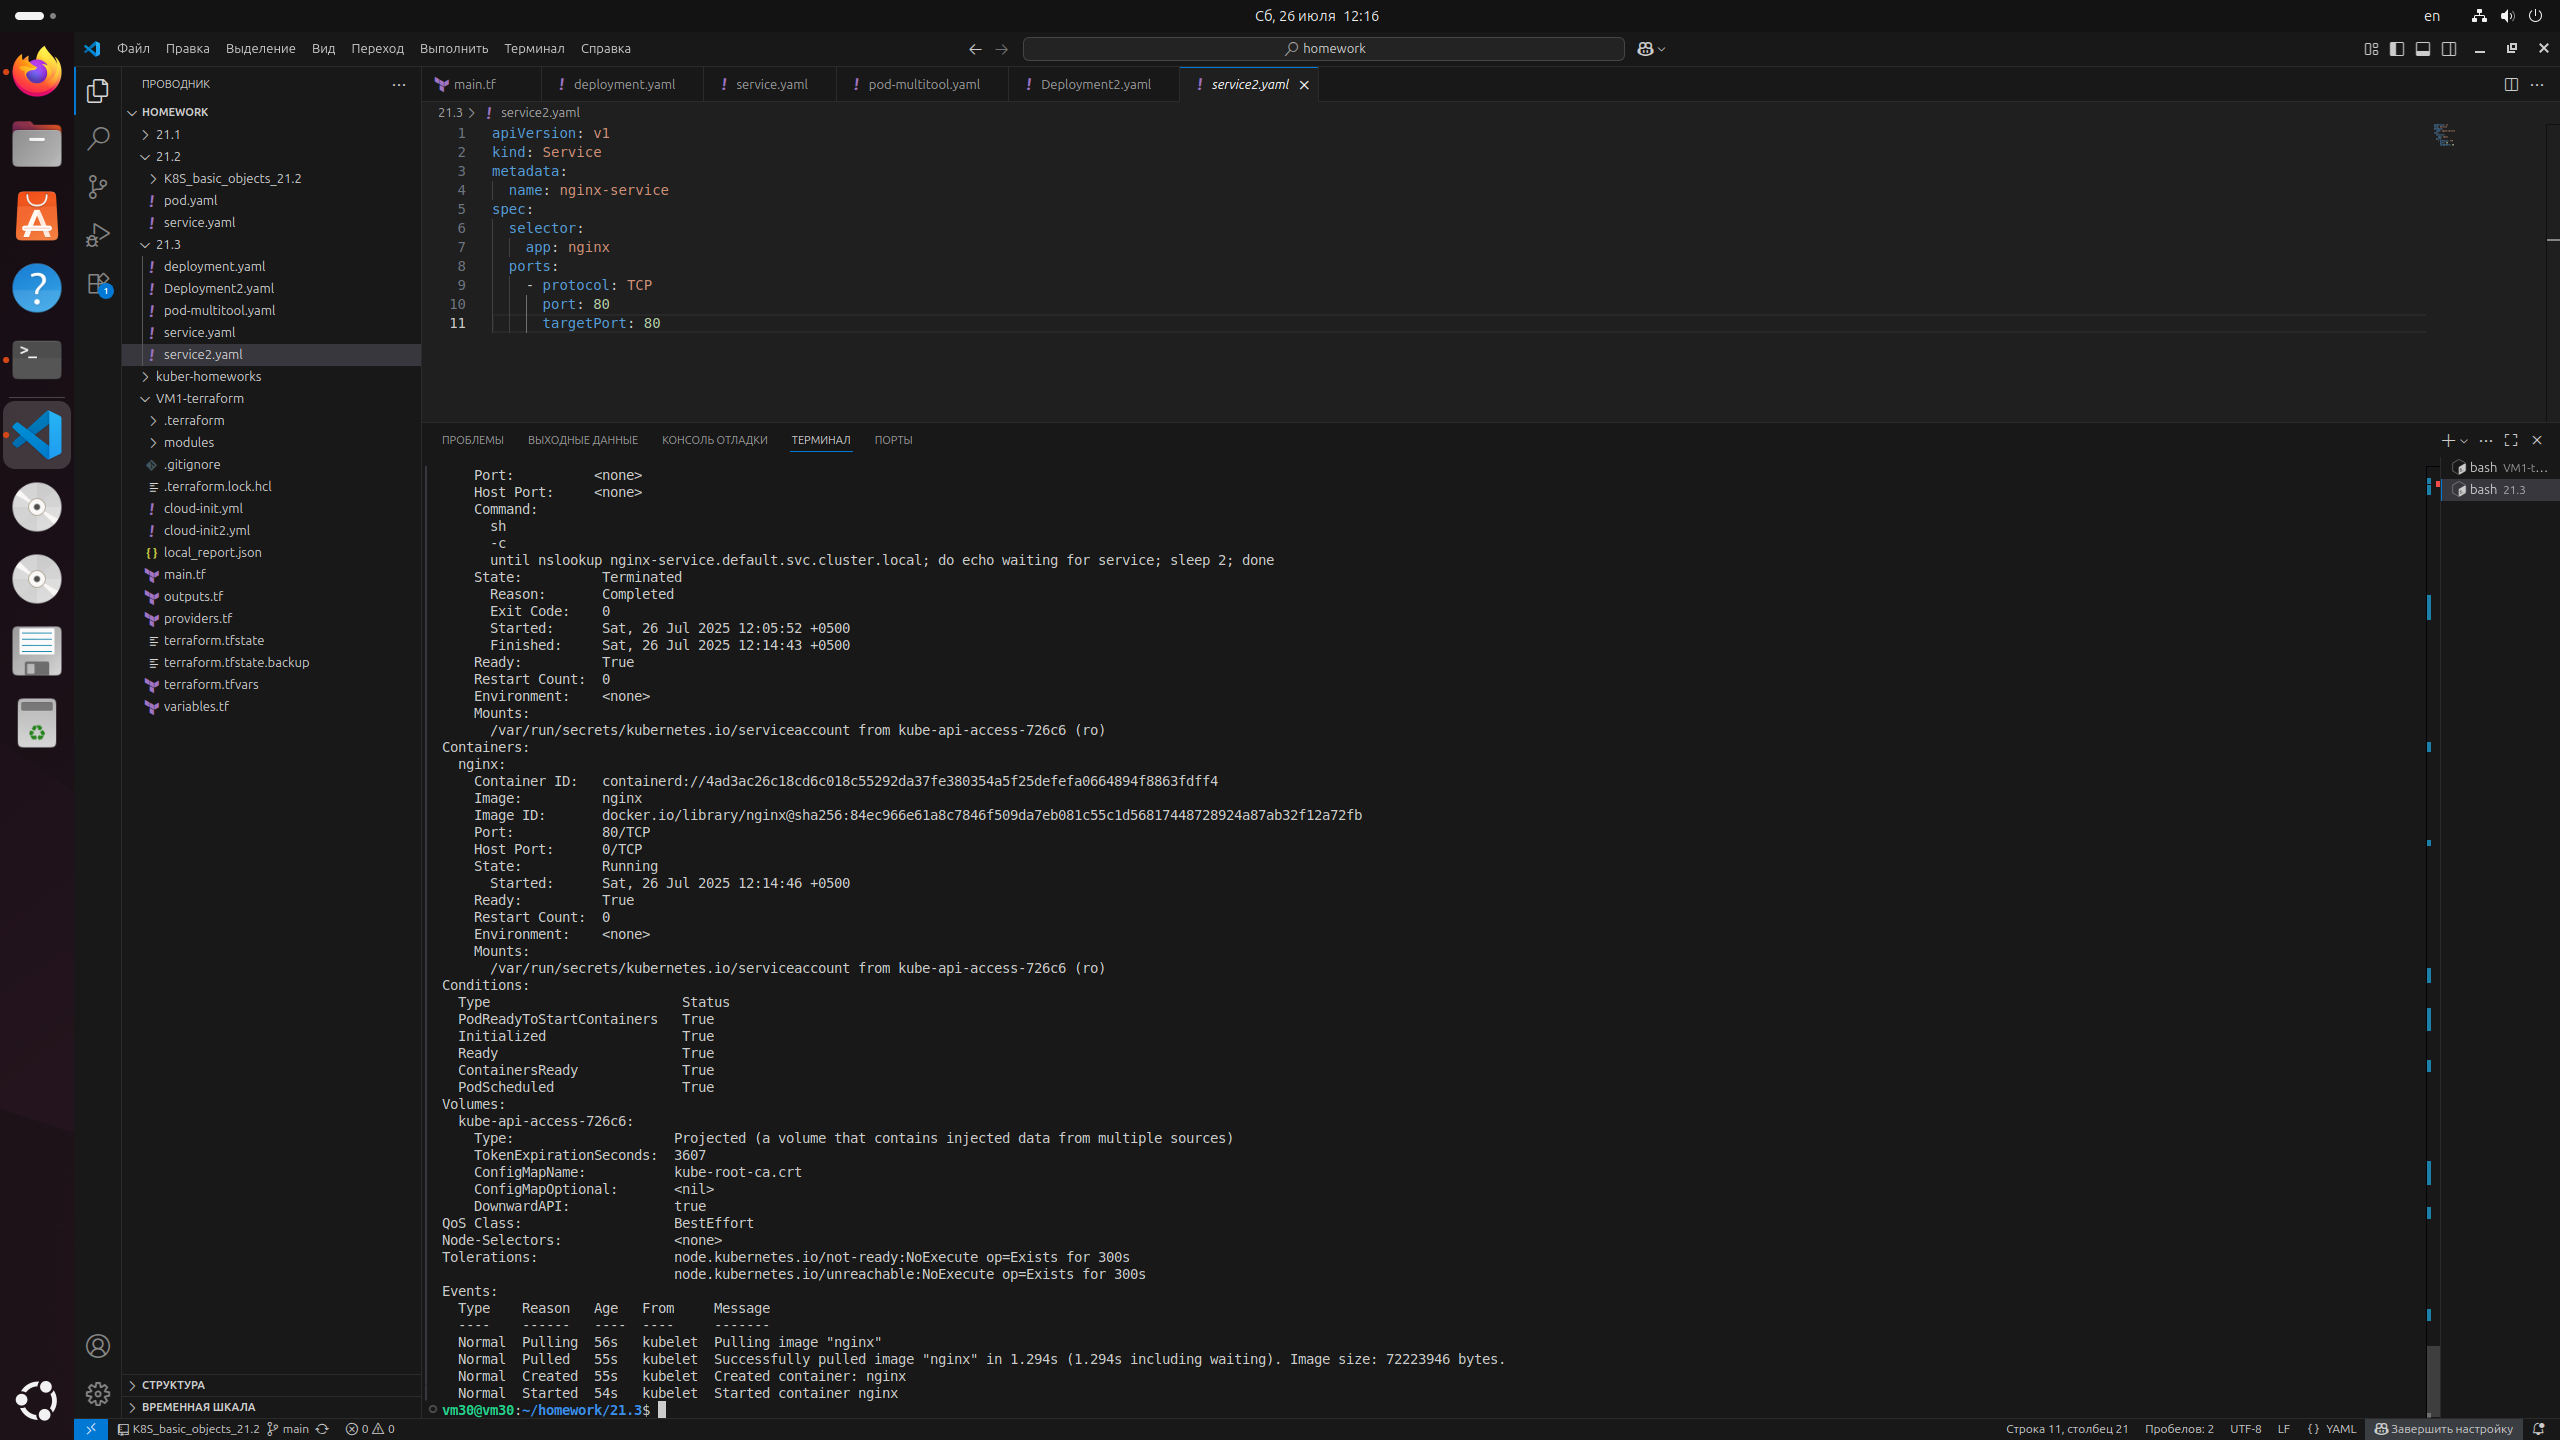 Сб, 26 июля 12:16
en
Файл Правка Выделение Вид Переход Выполнить Терминал Справка
homework
ПРОВОДНИК
HOMEWORK
21.1
21.2
K8S_basic_objects_21.2
pod.yaml
service.yaml
21.3
deployment.yaml
Deployment2.yaml
pod-multitool.yaml
service.yaml
service2.yaml
kuber-homeworks
VM1-terraform
.terraform
modules
.gitignore
.terraform.lock.hcl
cloud-init.yml
cloud-init2.yml
local_report.json
main.tf
outputs.tf
providers.tf
terraform.tfstate
terraform.tfstate.backup
terraform.tfvars
variables.tf
СТРУКТУРА
ВРЕМЕННАЯ ШКАЛА
1
main.tf deployment.yaml service.yaml pod-multitool.yaml Deployment2.yaml service2.yaml
21.3 > service2.yaml
1 apiVersion: v1
2 kind: Service
3 metadata:
4 name: nginx-service
5 spec:
6 selector:
7 app: nginx
8 ports:
9 - protocol: TCP
10 port: 80
11 targetPort: 80
ПРОБЛЕМЫ ВЫХОДНЫЕ ДАННЫЕ КОНСОЛЬ ОТЛАДКИ ТЕРМИНАЛ ПОРТЫ
bash VM1-t...
bash 21.3
Port: <none>
Host Port: <none>
Command:
sh
-c
until nslookup nginx-service.default.svc.cluster.local; do echo waiting for service; sleep 2; done
State: Terminated
Reason: Completed
Exit Code: 0
Started: Sat, 26 Jul 2025 12:05:52 +0500
Finished: Sat, 26 Jul 2025 12:14:43 +0500
Ready: True
Restart Count: 0
Environment: <none>
Mounts:
/var/run/secrets/kubernetes.io/serviceaccount from kube-api-access-726c6 (ro)
Containers:
nginx:
Container ID: containerd://4ad3ac26c18cd6c018c55292da37fe380354a5f25defefa0664894f8863fdff4
Image: nginx
Image ID: docker.io/library/nginx@sha256:84ec966e61a8c7846f509da7eb081c55c1d56817448728924a87ab32f12a72fb
Port: 80/TCP
Host Port: 0/TCP
State: Running
Started: Sat, 26 Jul 2025 12:14:46 +0500
Ready: True
Restart Count: 0
Environment: <none>
Mounts:
/var/run/secrets/kubernetes.io/serviceaccount from kube-api-access-726c6 (ro)
Conditions:
Type Status
PodReadyToStartContainers True
Initialized True
Ready True
ContainersReady True
PodScheduled True
Volumes:
kube-api-access-726c6:
Type: Projected (a volume that contains injected data from multiple sources)
TokenExpirationSeconds: 3607
ConfigMapName: kube-root-ca.crt
ConfigMapOptional: <nil>
DownwardAPI: true
QoS Class: BestEffort
Node-Selectors: <none>
Tolerations: node.kubernetes.io/not-ready:NoExecute op=Exists for 300s
node.kubernetes.io/unreachable:NoExecute op=Exists for 300s
Events:
Type Reason Age From Message
---- ------ ---- ---- -------
Normal Pulling 56s kubelet Pulling image "nginx"
Normal Pulled 55s kubelet Successfully pulled image "nginx" in 1.294s (1.294s including waiting). Image size: 72223946 bytes.
Normal Created 55s kubelet Created container: nginx
Normal Started 54s kubelet Started container nginx
vm30@vm30:~/homework/21.3$
K8S_basic_objects_21.2 main 0 0
Строка 11, столбец 21 Пробелов: 2 UTF-8 LF {} YAML Завершить настройку